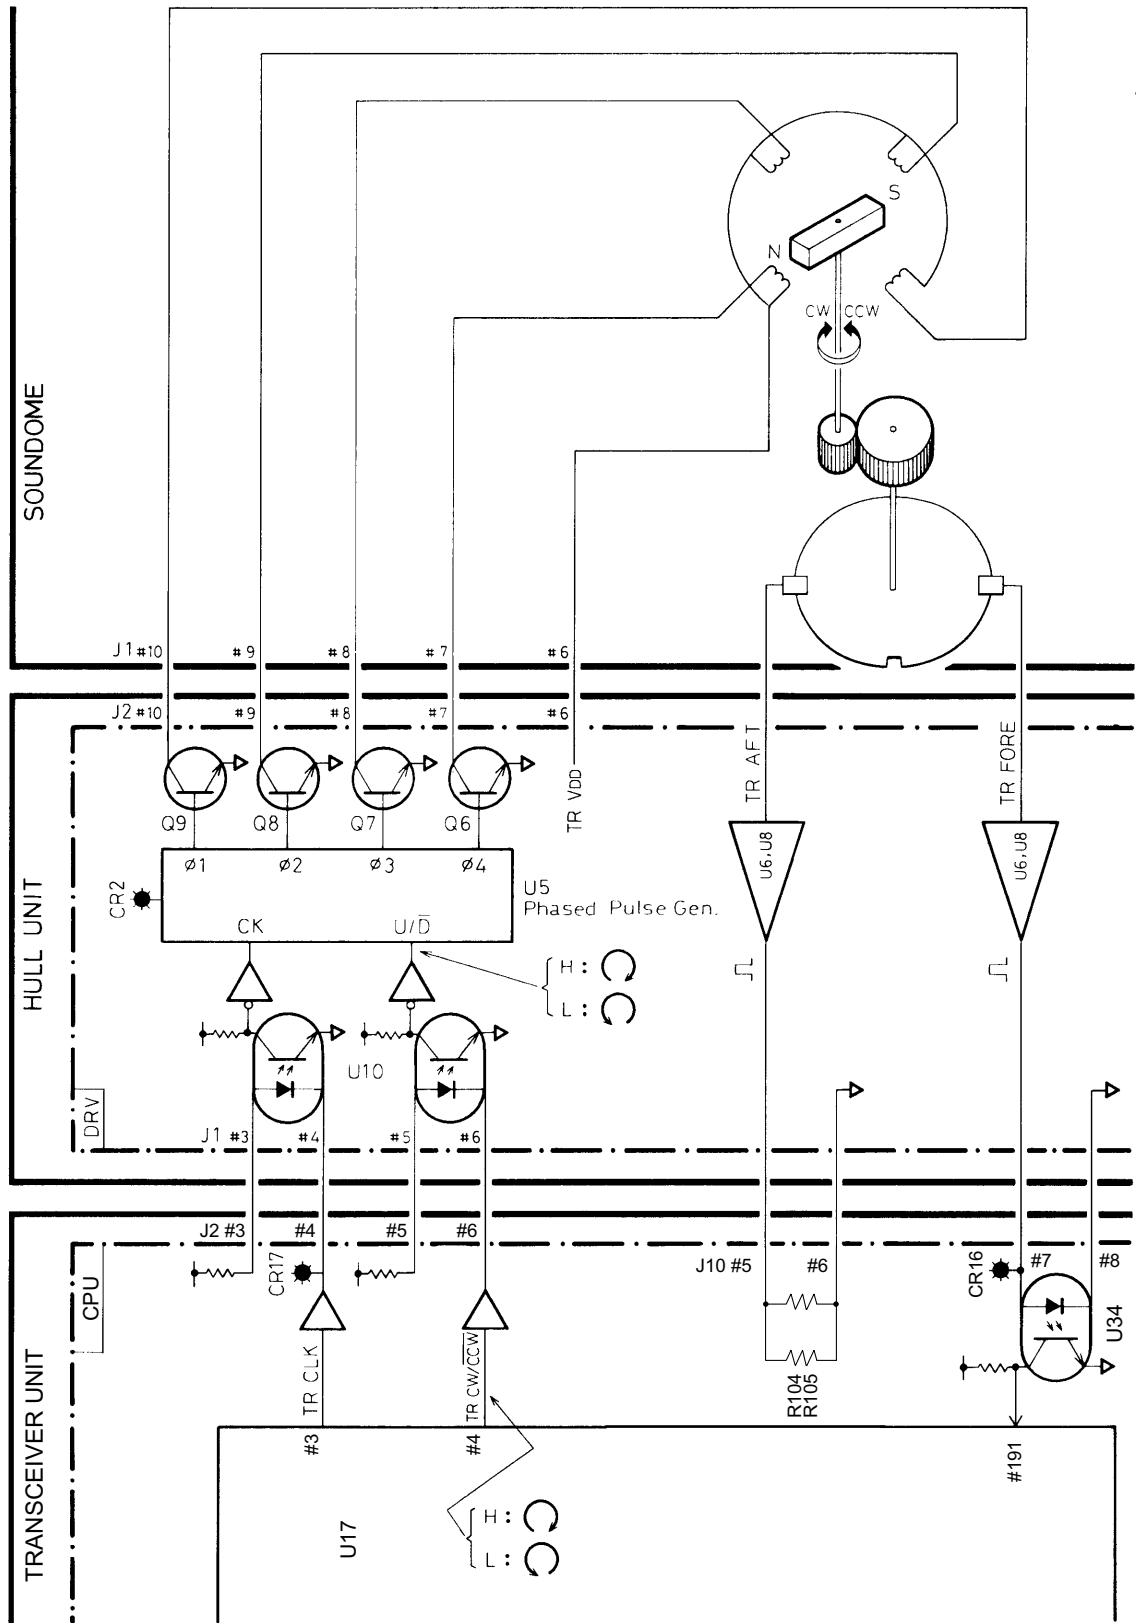 SOUNDOME
S
N
CW CCW
J1 #10 #9 #8 #7 #6
J2 #10 #9 #8 #7 #6
TR AFT
TR FORE
TR VDD
Q9 Q8 Q7 Q6
U6,U8
U6,U8
HULL UNIT
CR2
ø1 ø2 ø3 ø4
CK U/D̅
U5
Phased Pulse Gen.
H:
L:
U10
DRV
J1 #3 #4 #5 #6
TRANSCEIVER UNIT
CPU
J2 #3 #4 #5 #6
J10 #5 #6
#7 #8
CR17
CR16
U34
TR CLK
TR CW/C̅C̅W̅
R104
R105
#3 #4 #191
U17
H:
L: